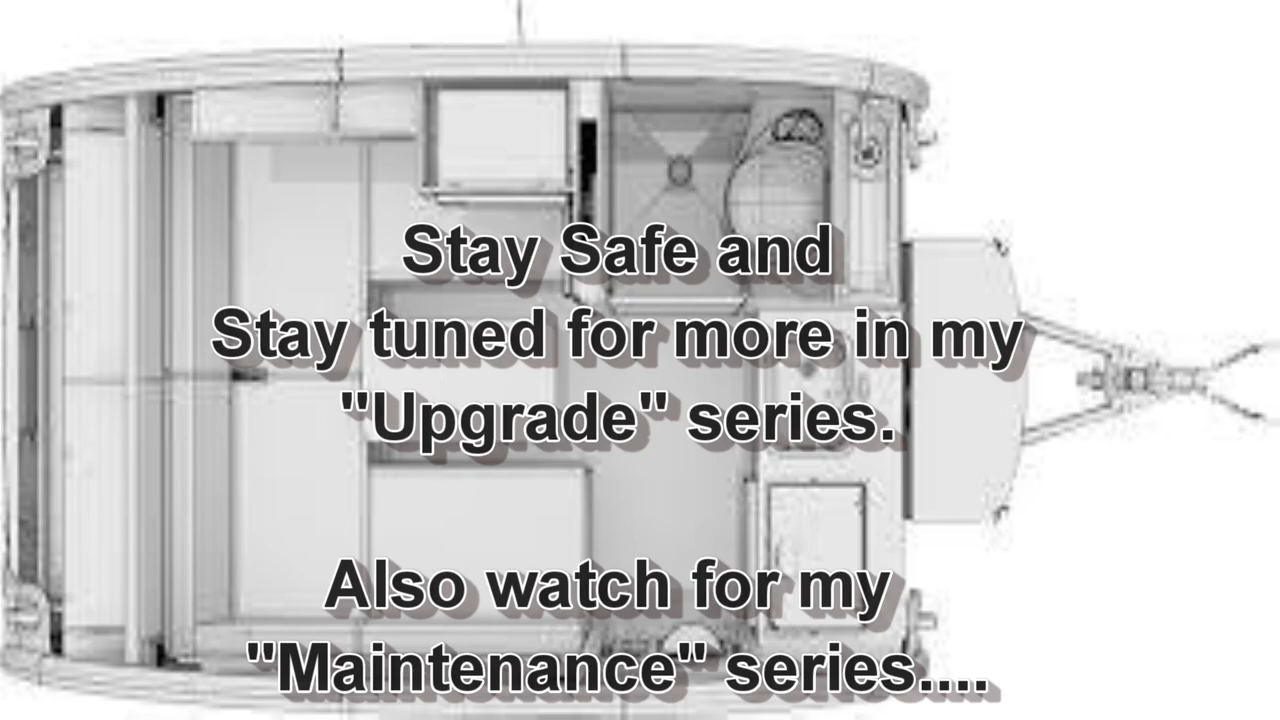 Stay Safe and
Stay tuned for more in my
"Upgrade" series.
Also watch for my
"Maintenance" series....